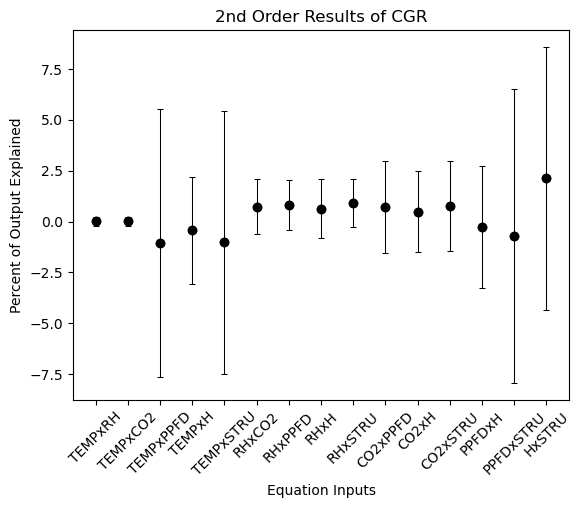 2nd Order Results of CGR
Percent of Output Explained
7.5
5.0
2.5
0.0
−2.5
−5.0
−7.5
TEMPxRH
TEMPxCO2
TEMPxPPFD
TEMPxH
TEMPxSTRU
RHxCO2
RHxPPFD
RHxH
RHxSTRU
CO2xPPFD
CO2xH
CO2xSTRU
PPFDxH
PPFDxSTRU
HxSTRU
Equation Inputs